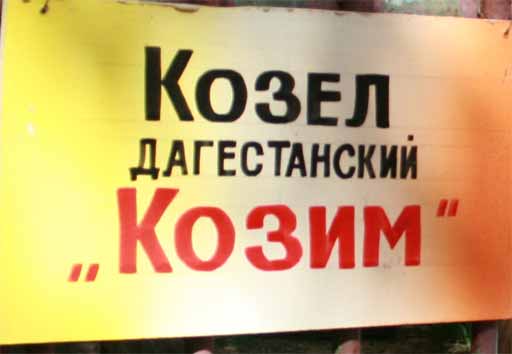 Козел
дагестанский
„Козим“